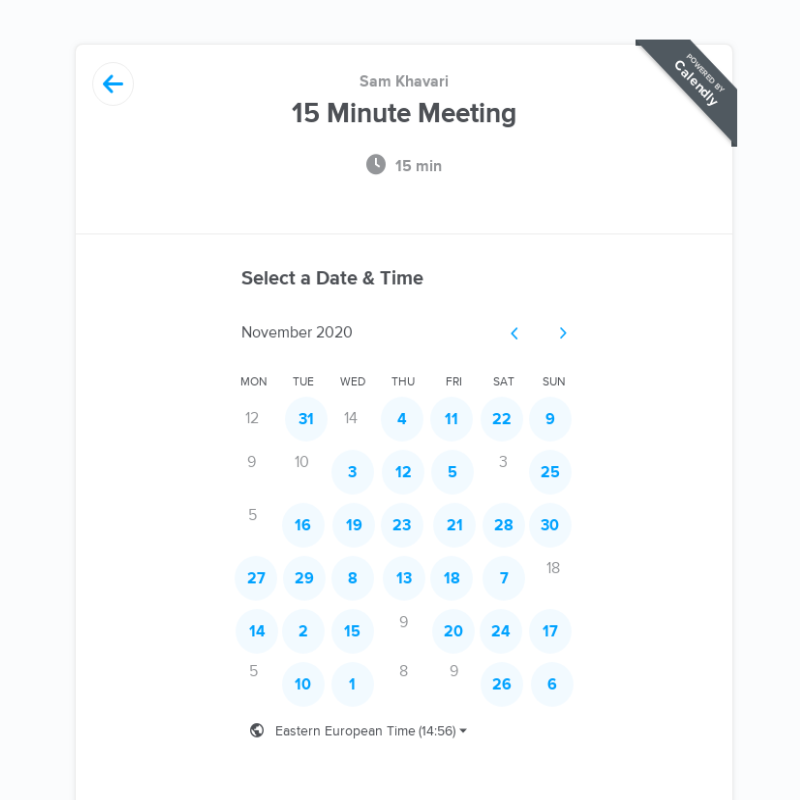 POWERED BY
Calendly
Sam Khavari
15 Minute Meeting
15 min
Select a Date & Time
November 2020
MON TUE WED THU FRI SAT SUN
12 31 14 4 11 22 9
9 10 3 12 5 3 25
5 16 19 23 21 28 30
27 29 8 13 18 7 18
14 2 15 9 20 24 17
5 10 1 8 9 26 6
Eastern European Time (14:56)